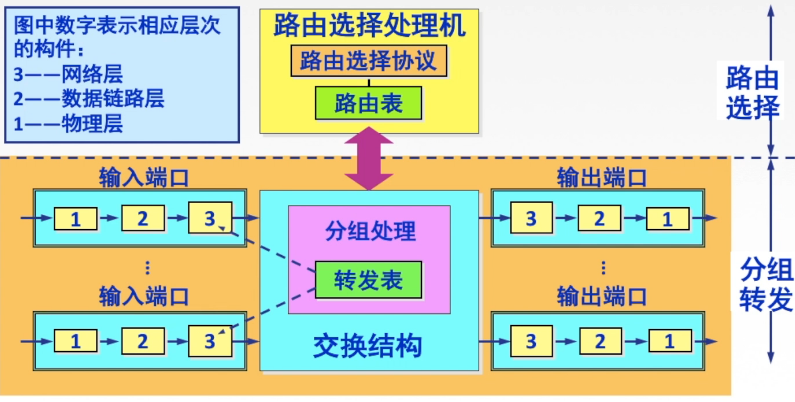 图中数字表示相应层次
的构件：
3——网络层
2——数据链路层
1——物理层
路由选择处理机
路由选择协议
路由表
路由
选择
输入端口
1
2
3
⋮
输入端口
1
2
3
分组处理
转发表
交换结构
输出端口
3
2
1
⋮
输出端口
3
2
1
分组
转发